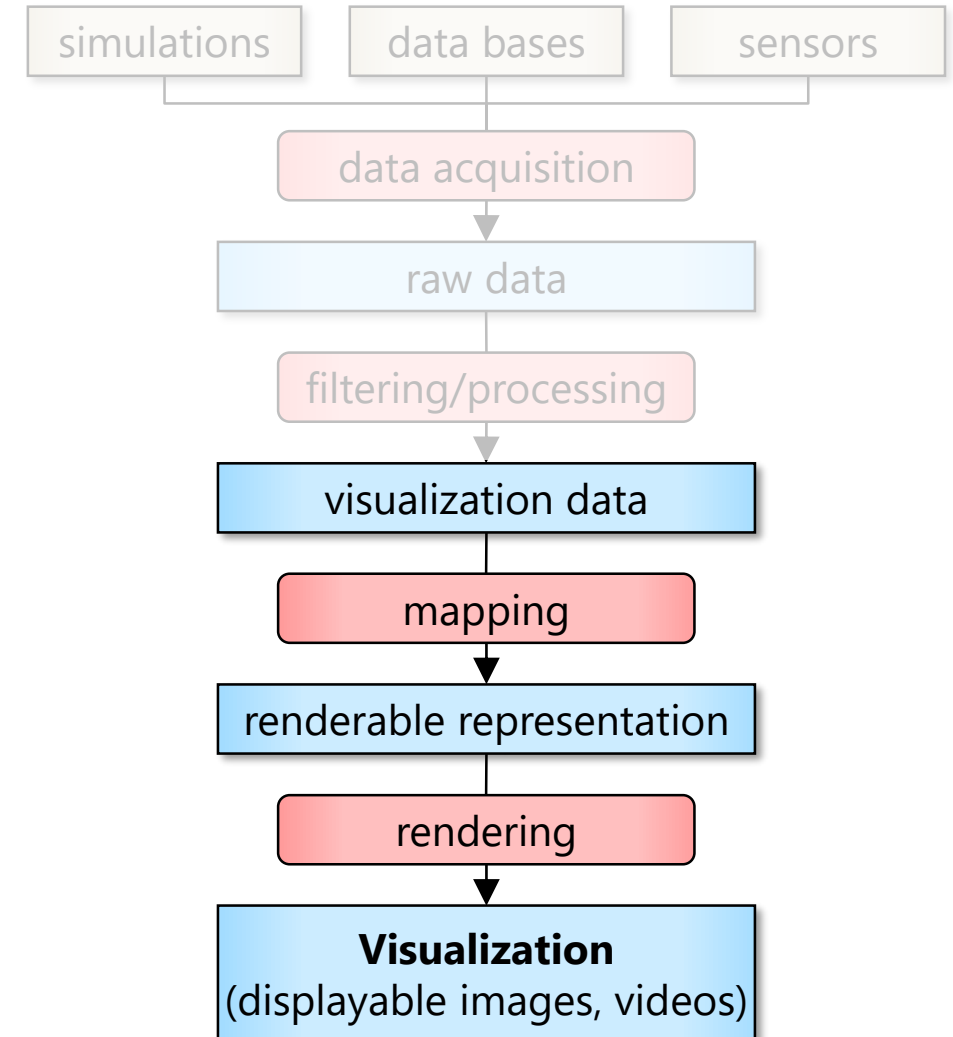 simulations
data bases
sensors
data acquisition
raw data
filtering/processing
visualization data
mapping
renderable representation
rendering
Visualization
(displayable images, videos)